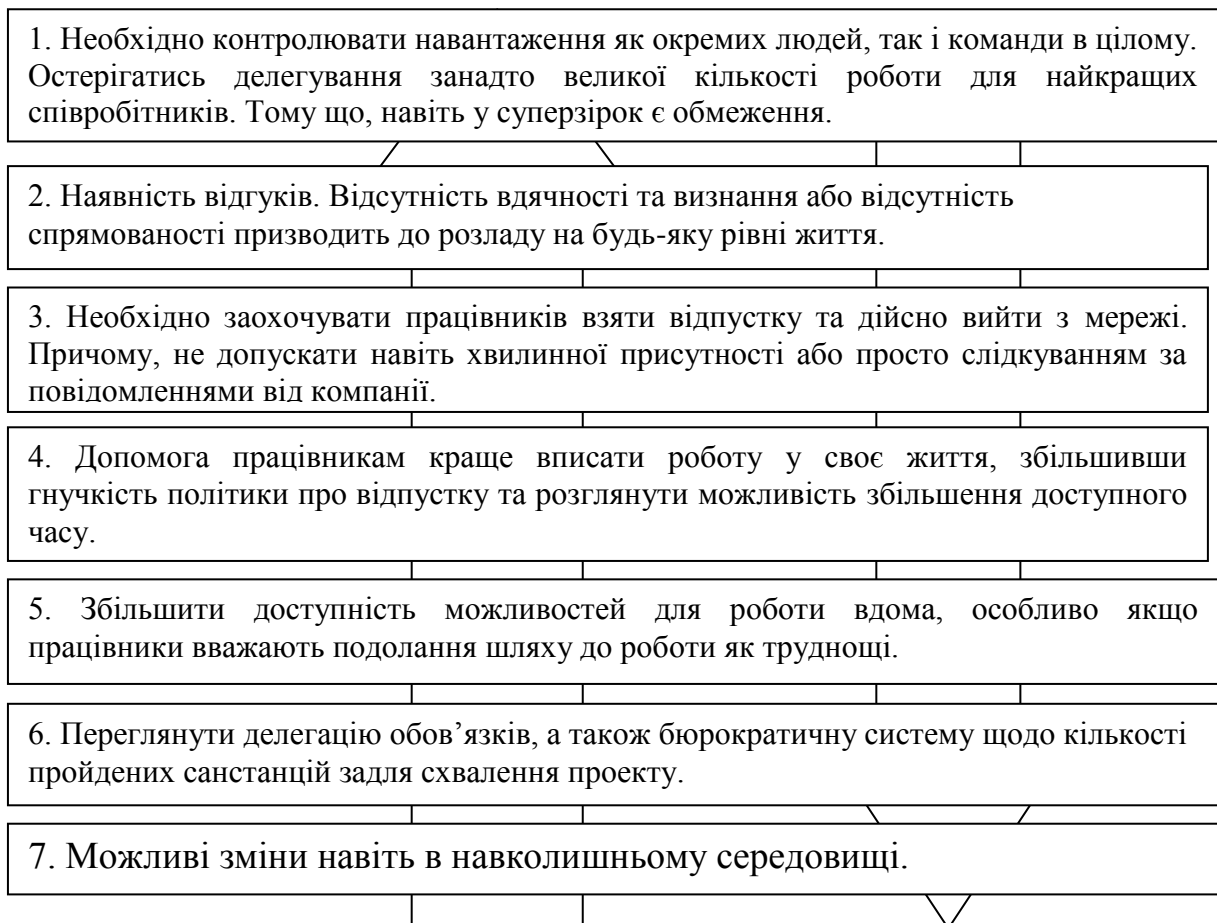 1. Необхідно контролювати навантаження як окремих людей, так і команди в цілому.
Остерігатись делегування занадто великої кількості роботи для найкращих
співробітників. Тому що, навіть у суперзірок є обмеження.
2. Наявність відгуків. Відсутність вдячності та визнання або відсутність
спрямованості призводить до розладу на будь-яку рівні життя.
3. Необхідно заохочувати працівників взяти відпустку та дійсно вийти з мережі.
Причому, не допускати навіть хвилинної присутності або просто слідкуванням за
повідомленнями від компанії.
4. Допомога працівникам краще вписати роботу у своє життя, збільшивши
гнучкість політики про відпустку та розглянути можливість збільшення доступного
часу.
5. Збільшити доступність можливостей для роботи вдома, особливо якщо
працівники вважають подолання шляху до роботи як труднощі.
6. Переглянути делегацію обов’язків, а також бюрократичну систему щодо кількості
пройдених санстанцій задля схвалення проекту.
7. Можливі зміни навіть в навколишньому середовищі.